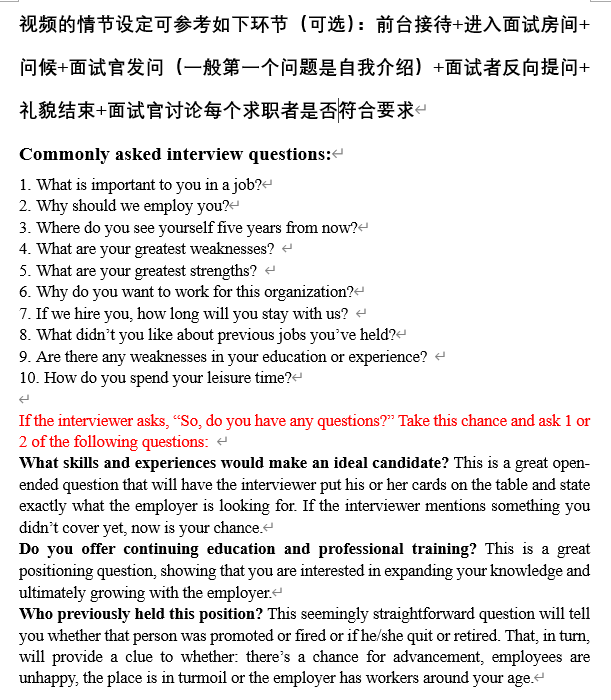 视频的情节设定可参考如下环节（可选）：前台接待+进入面试房间+
问候+面试官发问（一般第一个问题是自我介绍）+面试者反向提问+
礼貌结束+面试官讨论每个求职者是否符合要求
Commonly asked interview questions:
1. What is important to you in a job?
2. Why should we employ you?
3. Where do you see yourself five years from now?
4. What are your greatest weaknesses?
5. What are your greatest strengths?
6. Why do you want to work for this organization?
7. If we hire you, how long will you stay with us?
8. What didn’t you like about previous jobs you’ve held?
9. Are there any weaknesses in your education or experience?
10. How do you spend your leisure time?
If the interviewer asks, “So, do you have any questions?” Take this chance and ask 1 or
2 of the following questions:
What skills and experiences would make an ideal candidate? This is a great open-
ended question that will have the interviewer put his or her cards on the table and state
exactly what the employer is looking for. If the interviewer mentions something you
didn’t cover yet, now is your chance.
Do you offer continuing education and professional training? This is a great
positioning question, showing that you are interested in expanding your knowledge and
ultimately growing with the employer.
Who previously held this position? This seemingly straightforward question will tell
you whether that person was promoted or fired or if he/she quit or retired. That, in turn,
will provide a clue to whether: there’s a chance for advancement, employees are
unhappy, the place is in turmoil or the employer has workers around your age.